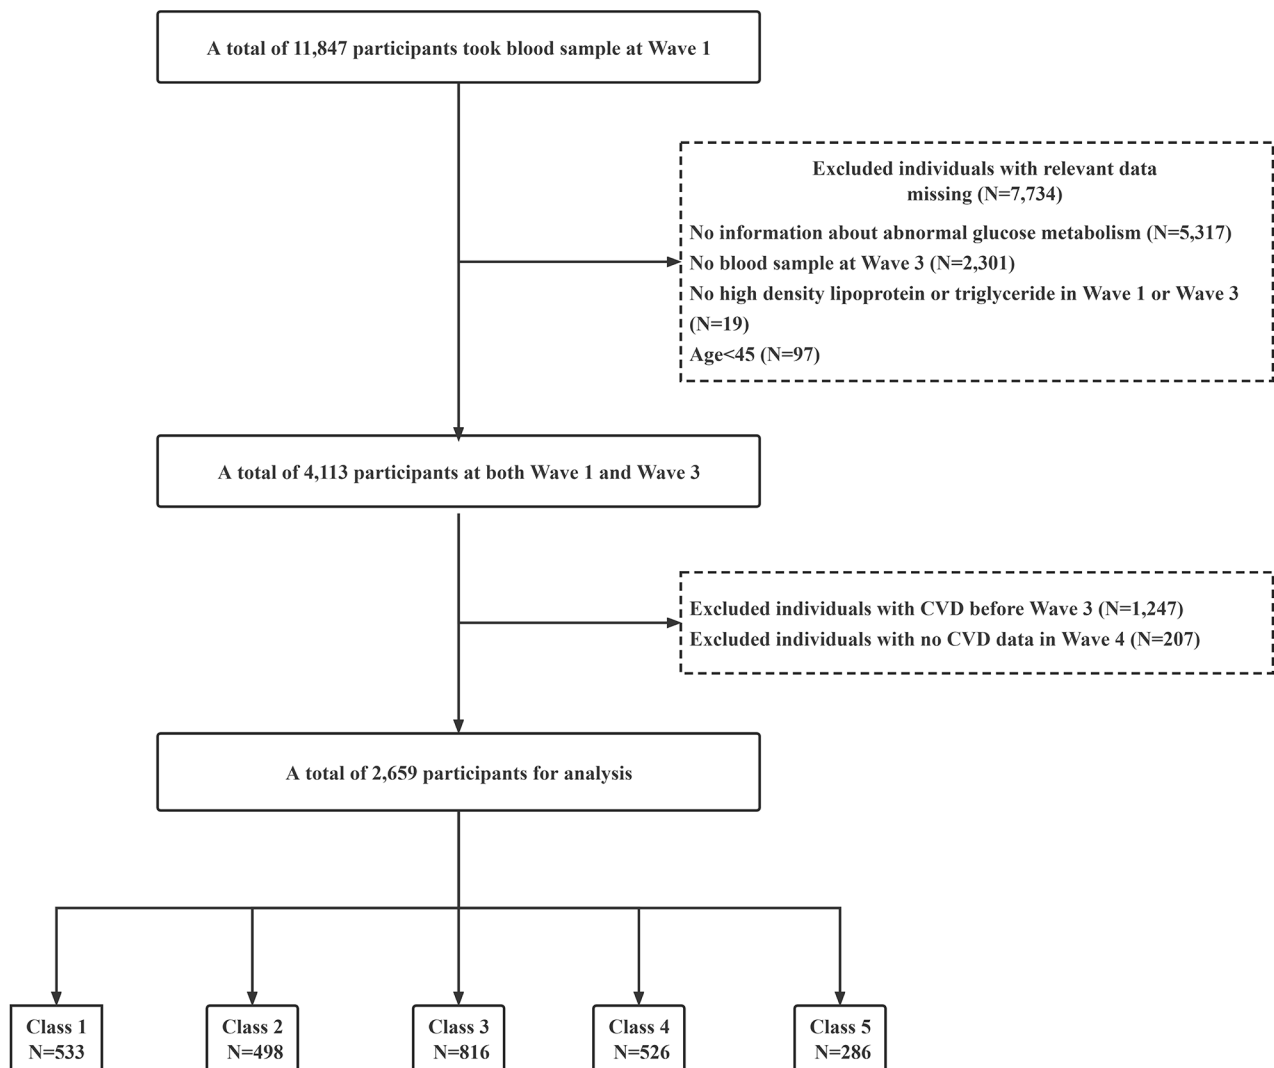 A total of 11,847 participants took blood sample at Wave 1
Excluded individuals with relevant data
missing (N=7,734)
No information about abnormal glucose metabolism (N=5,317)
No blood sample at Wave 3 (N=2,301)
No high density lipoprotein or triglyceride in Wave 1 or Wave 3
(N=19)
Age<45 (N=97)
A total of 4,113 participants at both Wave 1 and Wave 3
Excluded individuals with CVD before Wave 3 (N=1,247)
Excluded individuals with no CVD data in Wave 4 (N=207)
A total of 2,659 participants for analysis
Class 1
N=533
Class 2
N=498
Class 3
N=816
Class 4
N=526
Class 5
N=286